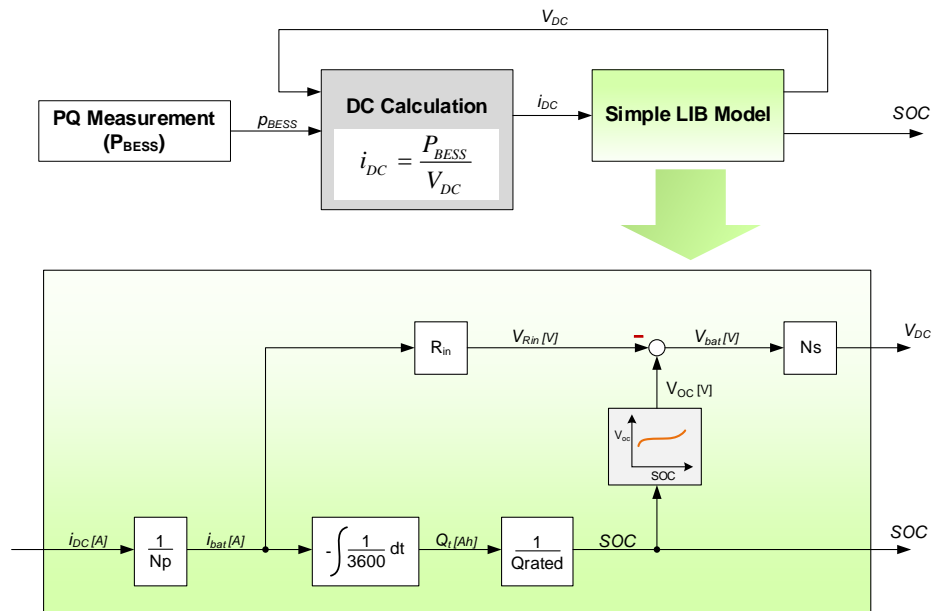 V_DC
PQ Measurement
(P_BESS)
p_BESS
DC Calculation
i_DC = P_BESS / V_DC
i_DC
Simple LIB Model
SOC
R_in
V_Rin [V]
-
V_bat [V]
Ns
V_DC
V_OC [V]
V_oc
SOC
i_DC [A]
1/Np
i_bat [A]
-∫ 1/3600 dt
Q_t [Ah]
1/Qrated
SOC
SOC